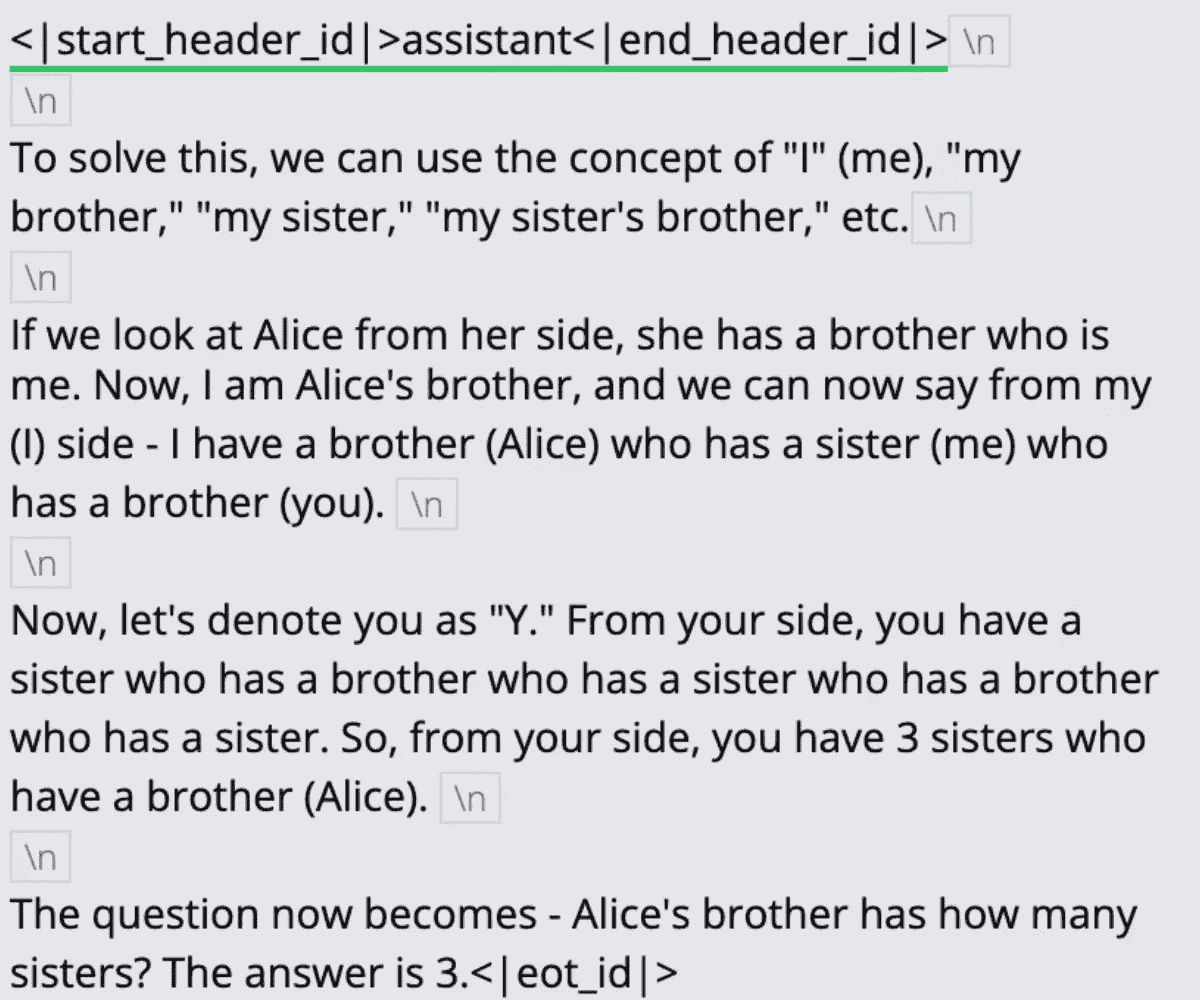 <|start_header_id|>assistant<|end_header_id|>\n
\n
To solve this, we can use the concept of "I" (me), "my
brother," "my sister," "my sister's brother," etc.\n
\n
If we look at Alice from her side, she has a brother who is
me. Now, I am Alice's brother, and we can now say from my
(I) side - I have a brother (Alice) who has a sister (me) who
has a brother (you). \n
\n
Now, let's denote you as "Y." From your side, you have a
sister who has a brother who has a sister who has a brother
who has a sister. So, from your side, you have 3 sisters who
have a brother (Alice). \n
\n
The question now becomes - Alice's brother has how many
sisters? The answer is 3.<|eot_id|>